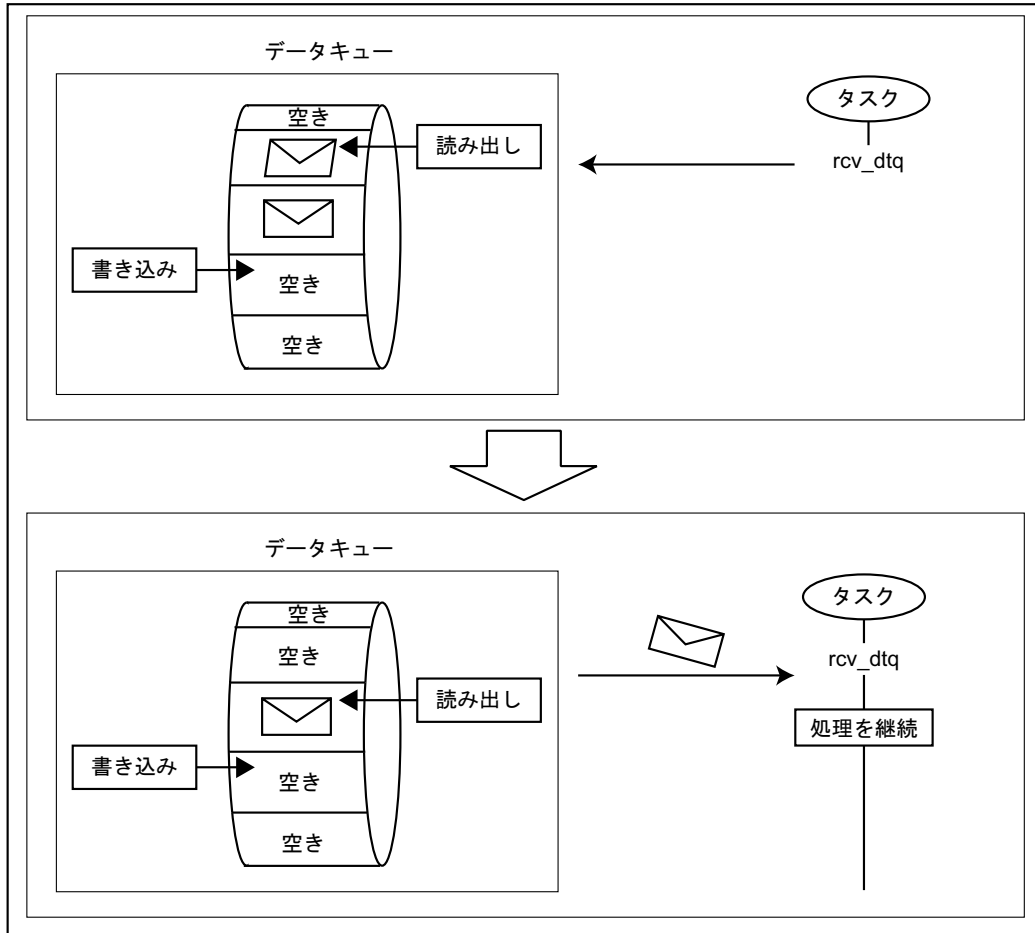 データキュー
空き
読み出し
書き込み
空き
空き
タスク
rcv_dtq
データキュー
空き
空き
読み出し
書き込み
空き
空き
タスク
rcv_dtq
処理を継続